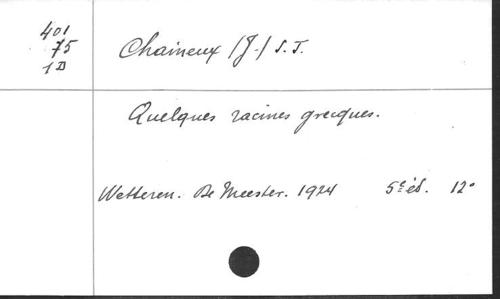 401
75
1D
Chaineux (J.) S.J.
Quelques racines grecques.
Wetteren. De Meester. 1924 5e éd. 12°